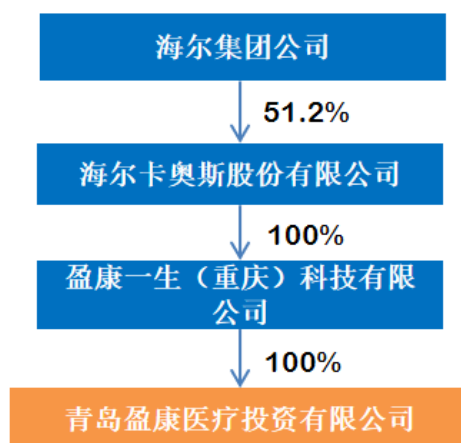 海尔集团公司
51.2%
海尔卡奥斯股份有限公司
100%
盈康一生（重庆）科技有限
公司
100%
青岛盈康医疗投资有限公司